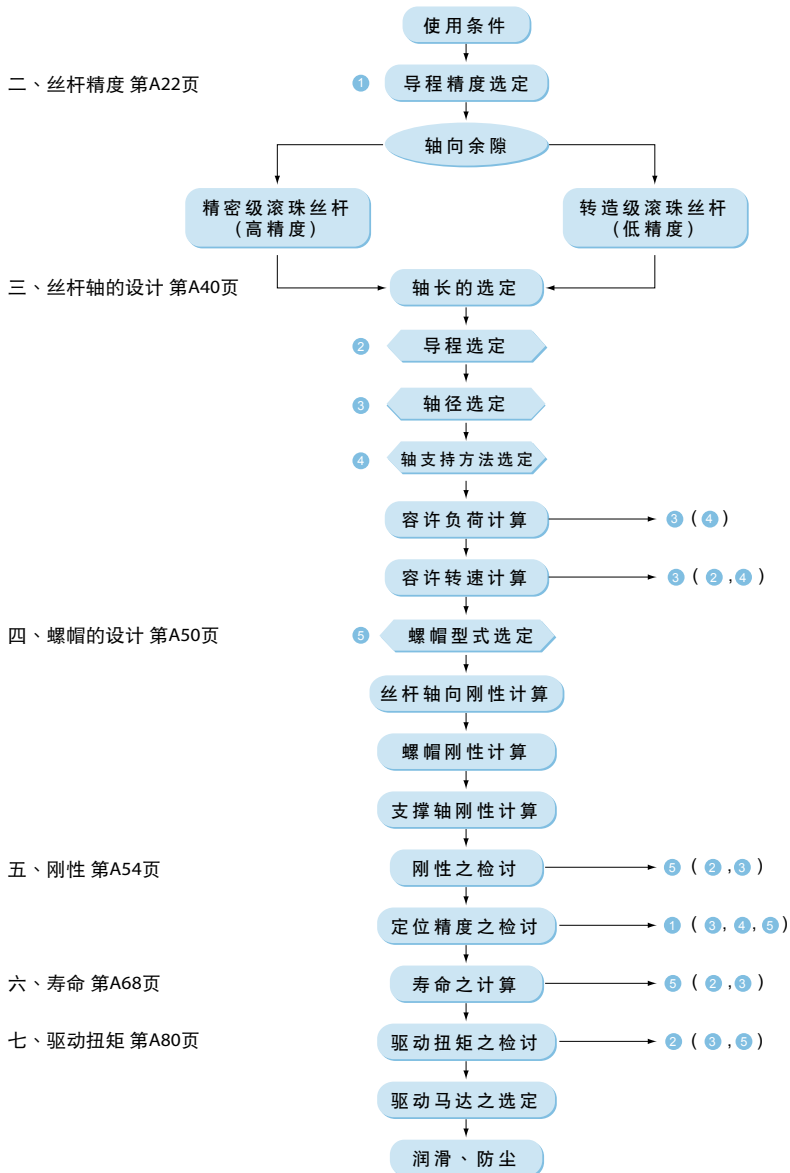 使用条件
二、丝杆精度 第A22页 1 导程精度选定
轴向余隙
精密级滚珠丝杆
(高精度)
转造级滚珠丝杆
(低精度)
三、丝杆轴的设计 第A40页 轴长的选定
2 导程选定
3 轴径选定
4 轴支持方法选定
容许负荷计算 3 ( 4 )
容许转速计算 3 ( 2 , 4 )
四、螺帽的设计 第A50页 5 螺帽型式选定
丝杆轴向刚性计算
螺帽刚性计算
支撑轴刚性计算
五、刚性 第A54页 刚性之检讨 5 ( 2 , 3 )
定位精度之检讨 1 ( 3, 4, 5 )
六、寿命 第A68页 寿命之计算 5 ( 2 , 3 )
七、驱动扭矩 第A80页 驱动扭矩之检讨 2 ( 3 , 5 )
驱动马达之选定
润滑、防尘